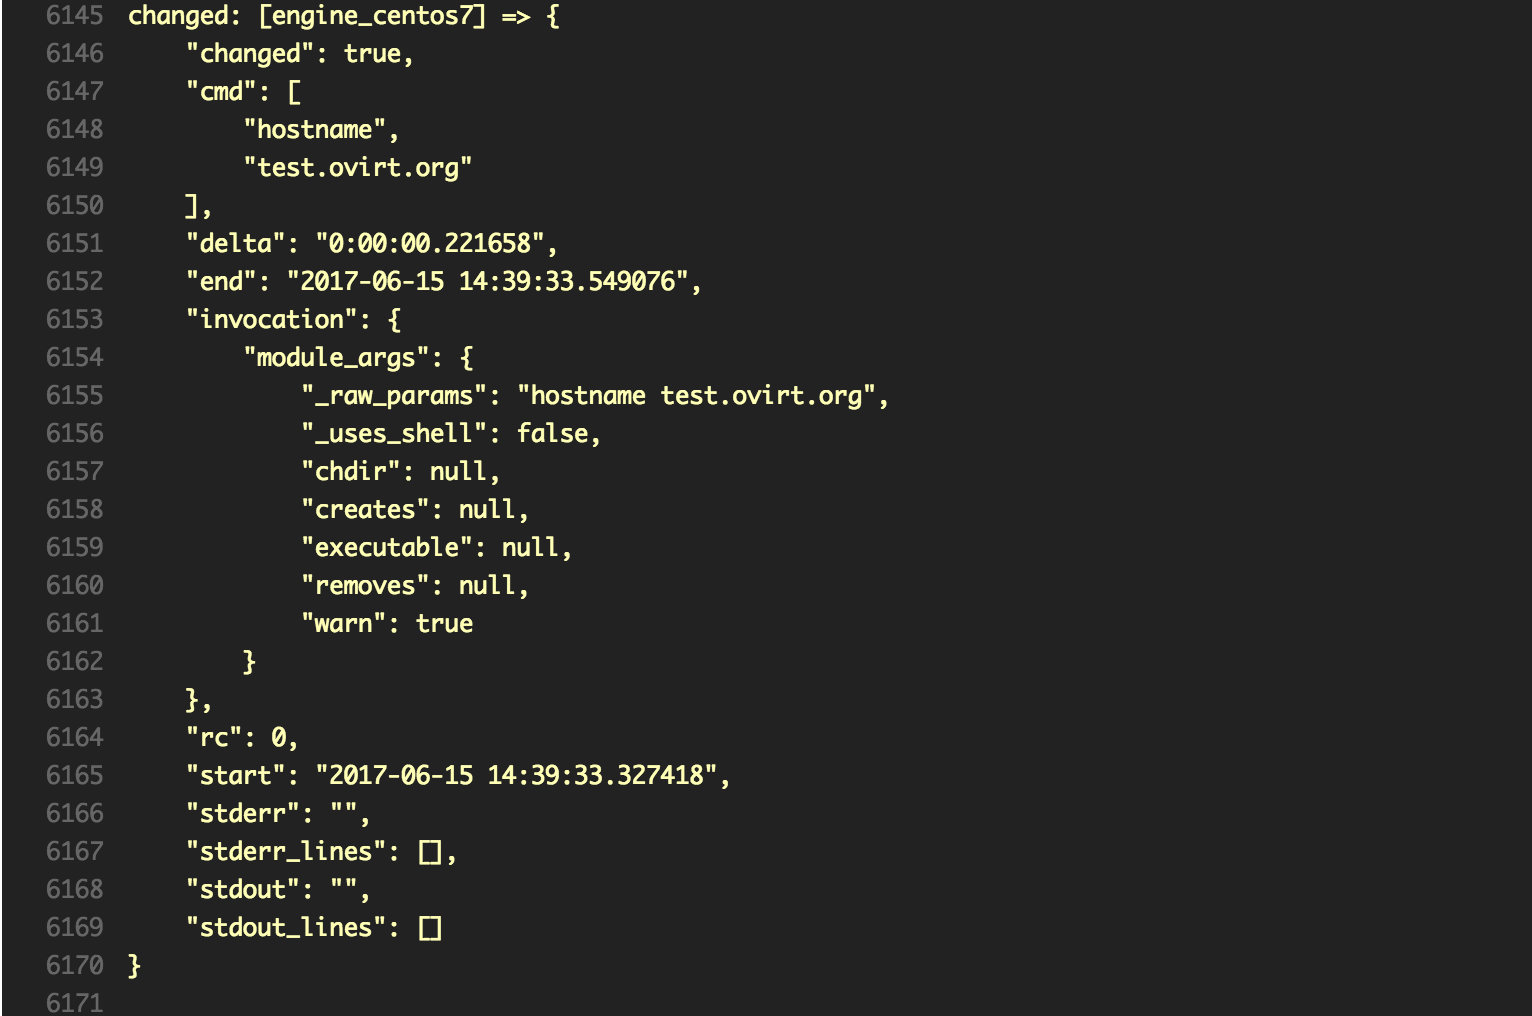 6145 changed: [engine_centos7] => {
6146     "changed": true,
6147     "cmd": [
6148         "hostname",
6149         "test.ovirt.org"
6150     ],
6151     "delta": "0:00:00.221658",
6152     "end": "2017-06-15 14:39:33.549076",
6153     "invocation": {
6154         "module_args": {
6155             "_raw_params": "hostname test.ovirt.org",
6156             "_uses_shell": false,
6157             "chdir": null,
6158             "creates": null,
6159             "executable": null,
6160             "removes": null,
6161             "warn": true
6162         }
6163     },
6164     "rc": 0,
6165     "start": "2017-06-15 14:39:33.327418",
6166     "stderr": "",
6167     "stderr_lines": [],
6168     "stdout": "",
6169     "stdout_lines": []
6170 }
6171